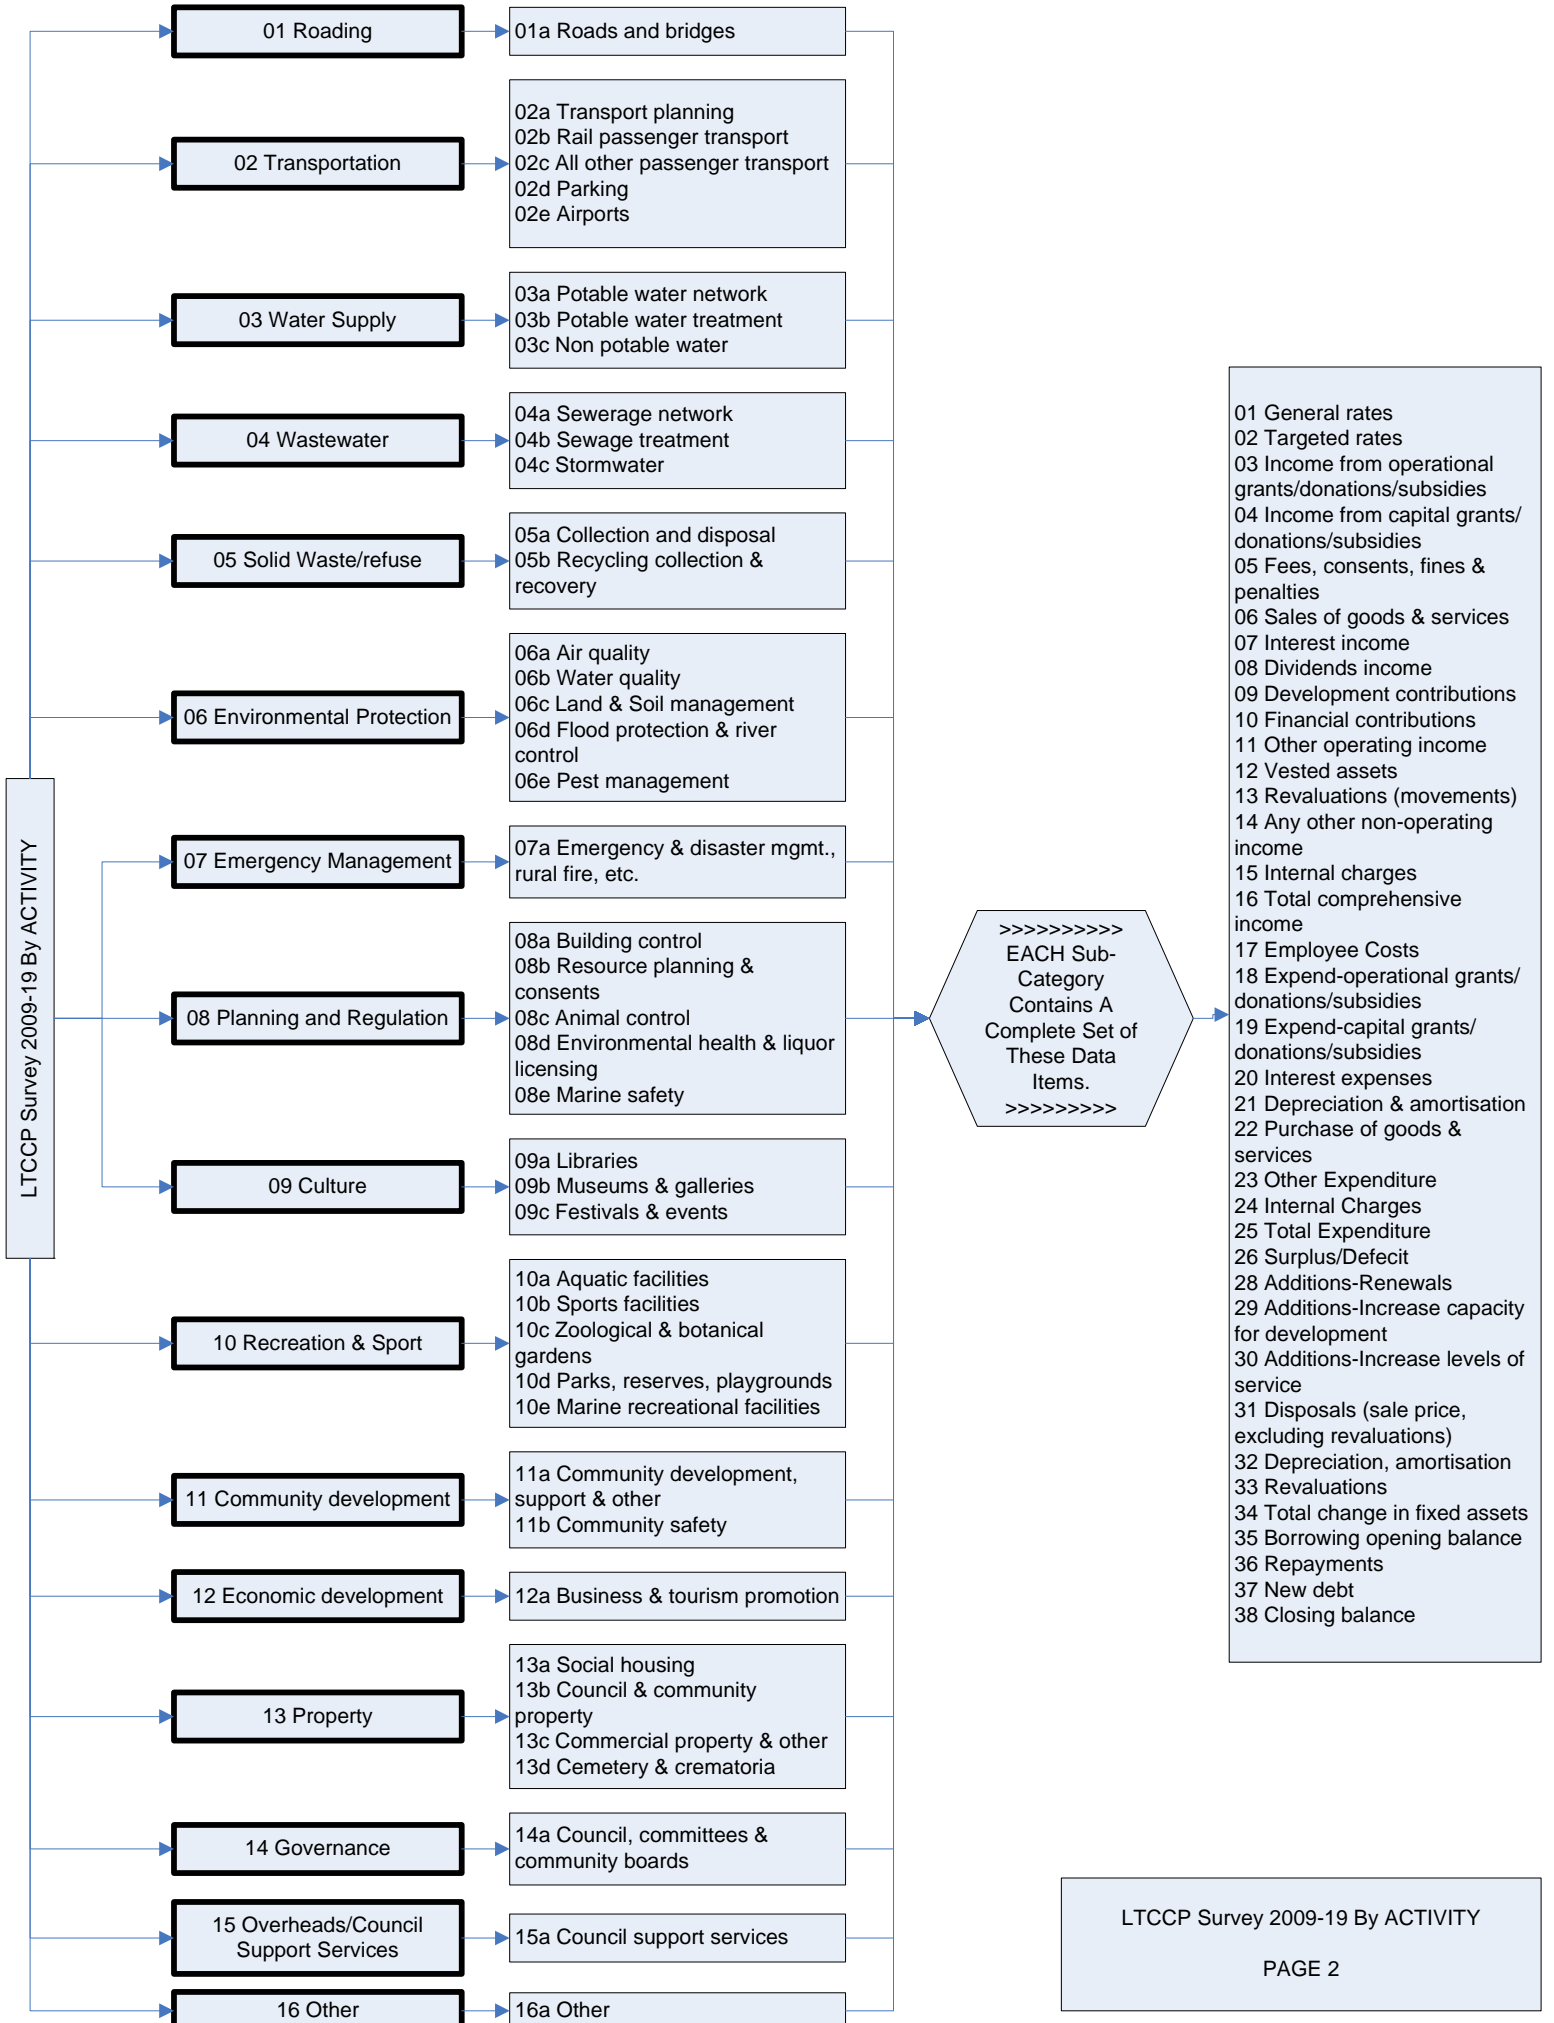 LTCCP Survey 2009-19 By ACTIVITY
01 Roading
01a Roads and bridges
02 Transportation
02a Transport planning
02b Rail passenger transport
02c All other passenger transport
02d Parking
02e Airports
03 Water Supply
03a Potable water network
03b Potable water treatment
03c Non potable water
04 Wastewater
04a Sewerage network
04b Sewage treatment
04c Stormwater
05 Solid Waste/refuse
05a Collection and disposal
05b Recycling collection &
recovery
06 Environmental Protection
06a Air quality
06b Water quality
06c Land & Soil management
06d Flood protection & river
control
06e Pest management
07 Emergency Management
07a Emergency & disaster mgmt.,
rural fire, etc.
08 Planning and Regulation
08a Building control
08b Resource planning &
consents
08c Animal control
08d Environmental health & liquor
licensing
08e Marine safety
09 Culture
09a Libraries
09b Museums & galleries
09c Festivals & events
10 Recreation & Sport
10a Aquatic facilities
10b Sports facilities
10c Zoological & botanical
gardens
10d Parks, reserves, playgrounds
10e Marine recreational facilities
11 Community development
11a Community development,
support & other
11b Community safety
12 Economic development
12a Business & tourism promotion
13 Property
13a Social housing
13b Council & community
property
13c Commercial property & other
13d Cemetery & crematoria
14 Governance
14a Council, committees &
community boards
15 Overheads/Council
Support Services
15a Council support services
16 Other
16a Other
>>>>>>>>>>
EACH Sub-
Category
Contains A
Complete Set of
These Data
Items.
>>>>>>>>>
01 General rates
02 Targeted rates
03 Income from operational
grants/donations/subsidies
04 Income from capital grants/
donations/subsidies
05 Fees, consents, fines &
penalties
06 Sales of goods & services
07 Interest income
08 Dividends income
09 Development contributions
10 Financial contributions
11 Other operating income
12 Vested assets
13 Revaluations (movements)
14 Any other non-operating
income
15 Internal charges
16 Total comprehensive
income
17 Employee Costs
18 Expend-operational grants/
donations/subsidies
19 Expend-capital grants/
donations/subsidies
20 Interest expenses
21 Depreciation & amortisation
22 Purchase of goods &
services
23 Other Expenditure
24 Internal Charges
25 Total Expenditure
26 Surplus/Defecit
28 Additions-Renewals
29 Additions-Increase capacity
for development
30 Additions-Increase levels of
service
31 Disposals (sale price,
excluding revaluations)
32 Depreciation, amortisation
33 Revaluations
34 Total change in fixed assets
35 Borrowing opening balance
36 Repayments
37 New debt
38 Closing balance
LTCCP Survey 2009-19 By ACTIVITY
PAGE 2